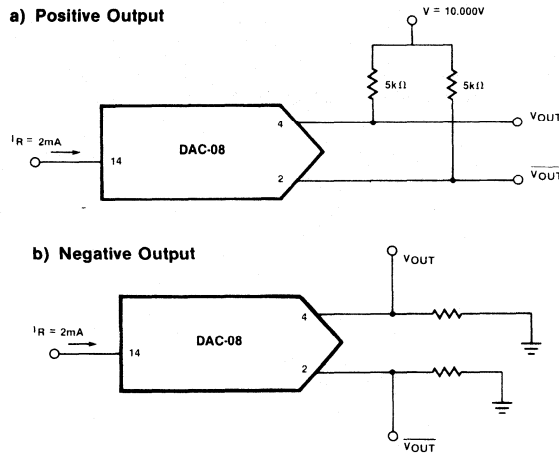 a) Positive Output
V = 10.000V
5kΩ
5kΩ
IR = 2mA
14
DAC-08
4
2
VOUT
VOUT
b) Negative Output
VOUT
IR = 2mA
14
DAC-08
4
2
VOUT